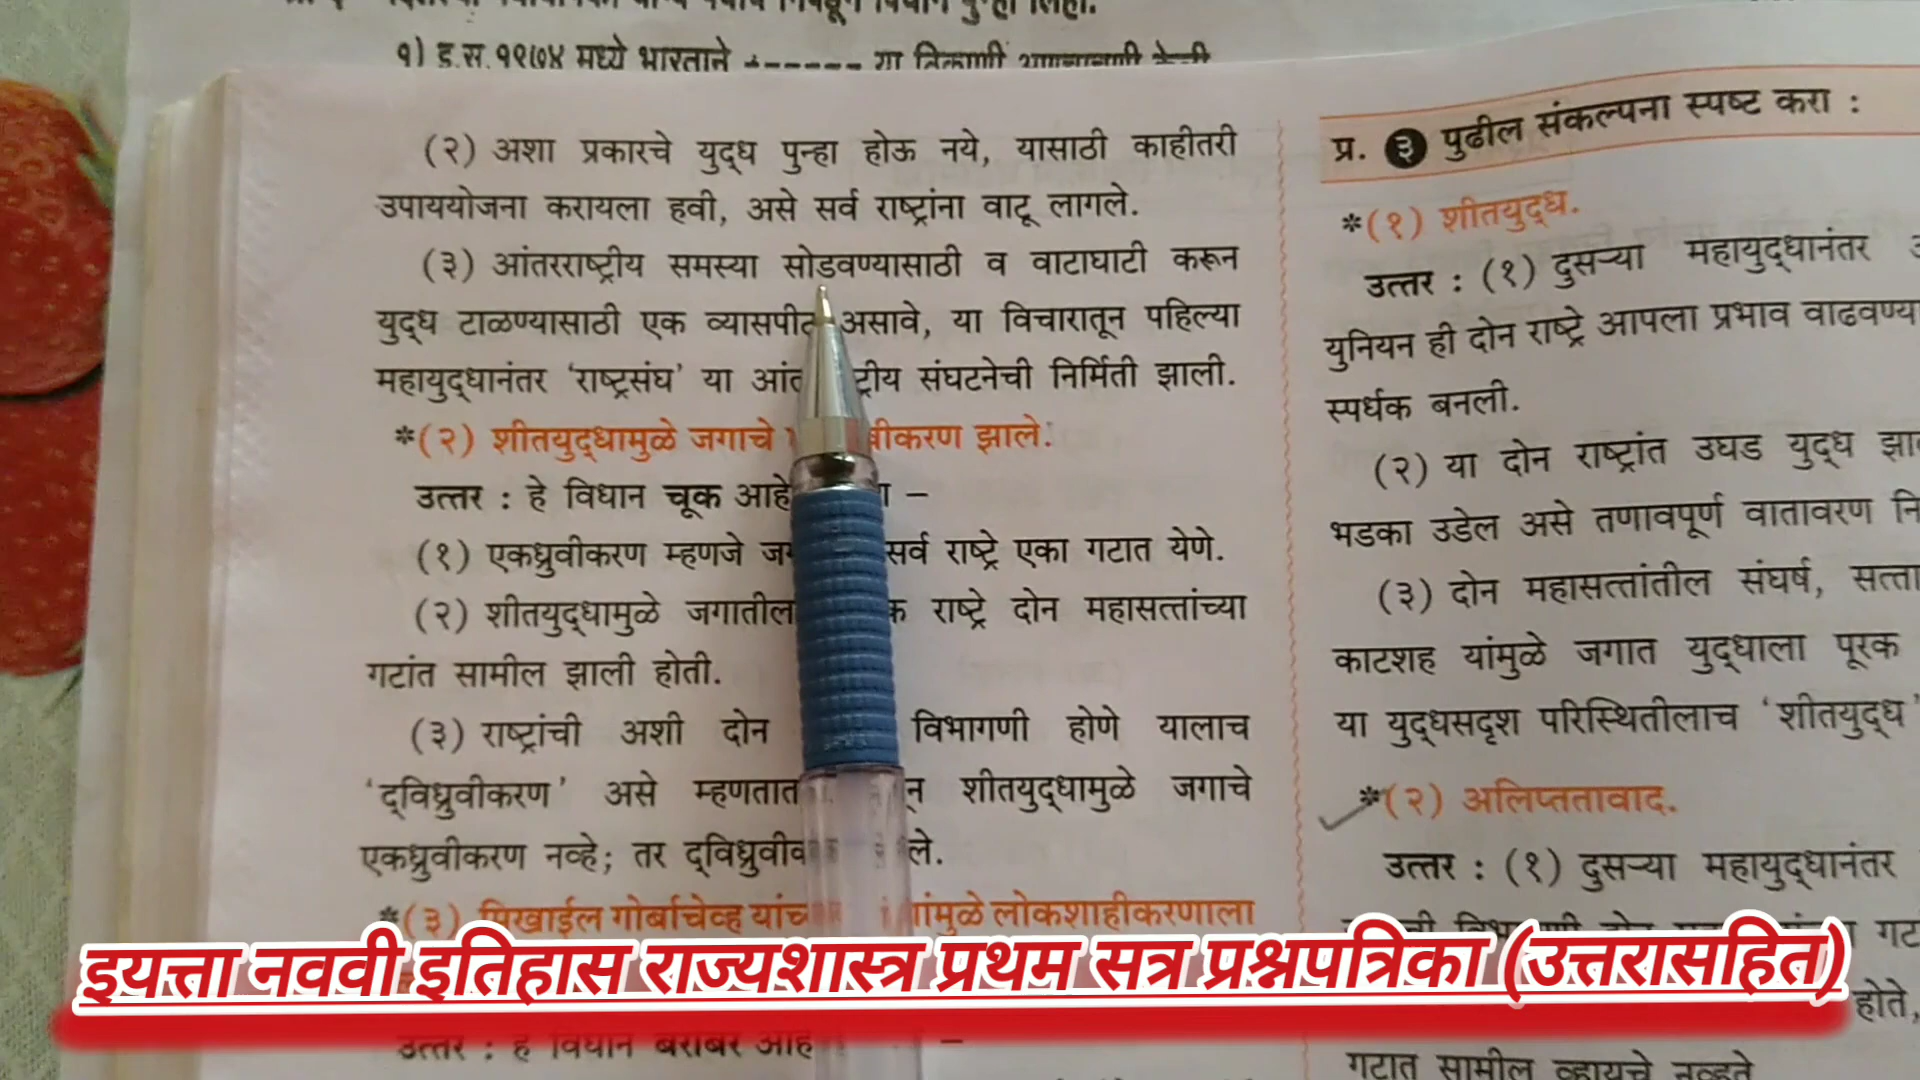 १) इ.स.१९७४ मध्ये भारताने ------ या ठिकाणी
(२) अशा प्रकारचे युद्ध पुन्हा होऊ नये, यासाठी काहीतरी
उपाययोजना करायला हवी, असे सर्व राष्ट्रांना वाटू लागले.
(३) आंतरराष्ट्रीय समस्या सोडवण्यासाठी व वाटाघाटी करून
युद्ध टाळण्यासाठी एक व्यासपीठ असावे, या विचारातून पहिल्या
महायुद्धानंतर ‘राष्ट्रसंघ’ या संघटनेची निर्मिती झाली.
*(२) शीतयुद्धामुळे जगाचे झाले.
उत्तर : हे विधान चूक आहे –
(१) एकध्रुवीकरण म्हणजे सर्व राष्ट्रे एका गटात येणे.
(२) शीतयुद्धामुळे जगातील राष्ट्रे दोन महासत्तांच्या
गटांत सामील झाली होती.
(३) राष्ट्रांची अशी दोन विभागणी होणे यालाच
‘द्विध्रुवीकरण’ असे म्हणतात शीतयुद्धामुळे जगाचे
एकध्रुवीकरण नव्हे; तर
*(३) मिखाईल गोर्बाचेव्ह लोकशाहीकरणाला
उत्तर : हे विधान बरोबर आहे –
प्र. ३ पुढील संकल्पना स्पष्ट करा :
*(१) शीतयुद्ध.
उत्तर : (१) दुसऱ्या महायुद्धानंतर
युनियन ही दोन राष्ट्रे आपला प्रभाव
स्पर्धक बनली.
(२) या दोन राष्ट्रांत उघड युद्ध
भडका उडेल असे तणावपूर्ण वातावरण
(३) दोन महासत्तांतील संघर्ष,
काटशह यांमुळे जगात युद्धाला पूरक
या युद्धसदृश परिस्थितीलाच ‘शीतयुद्ध’
*(२) अलिप्ततावाद.
उत्तर : (१) दुसऱ्या महायुद्धानंतर
होते,
गटात सामील व्हायचे नव्हते
इयत्ता नववी इतिहास राज्यशास्त्र प्रथम सत्र प्रश्नपत्रिका (उत्तरासहित)